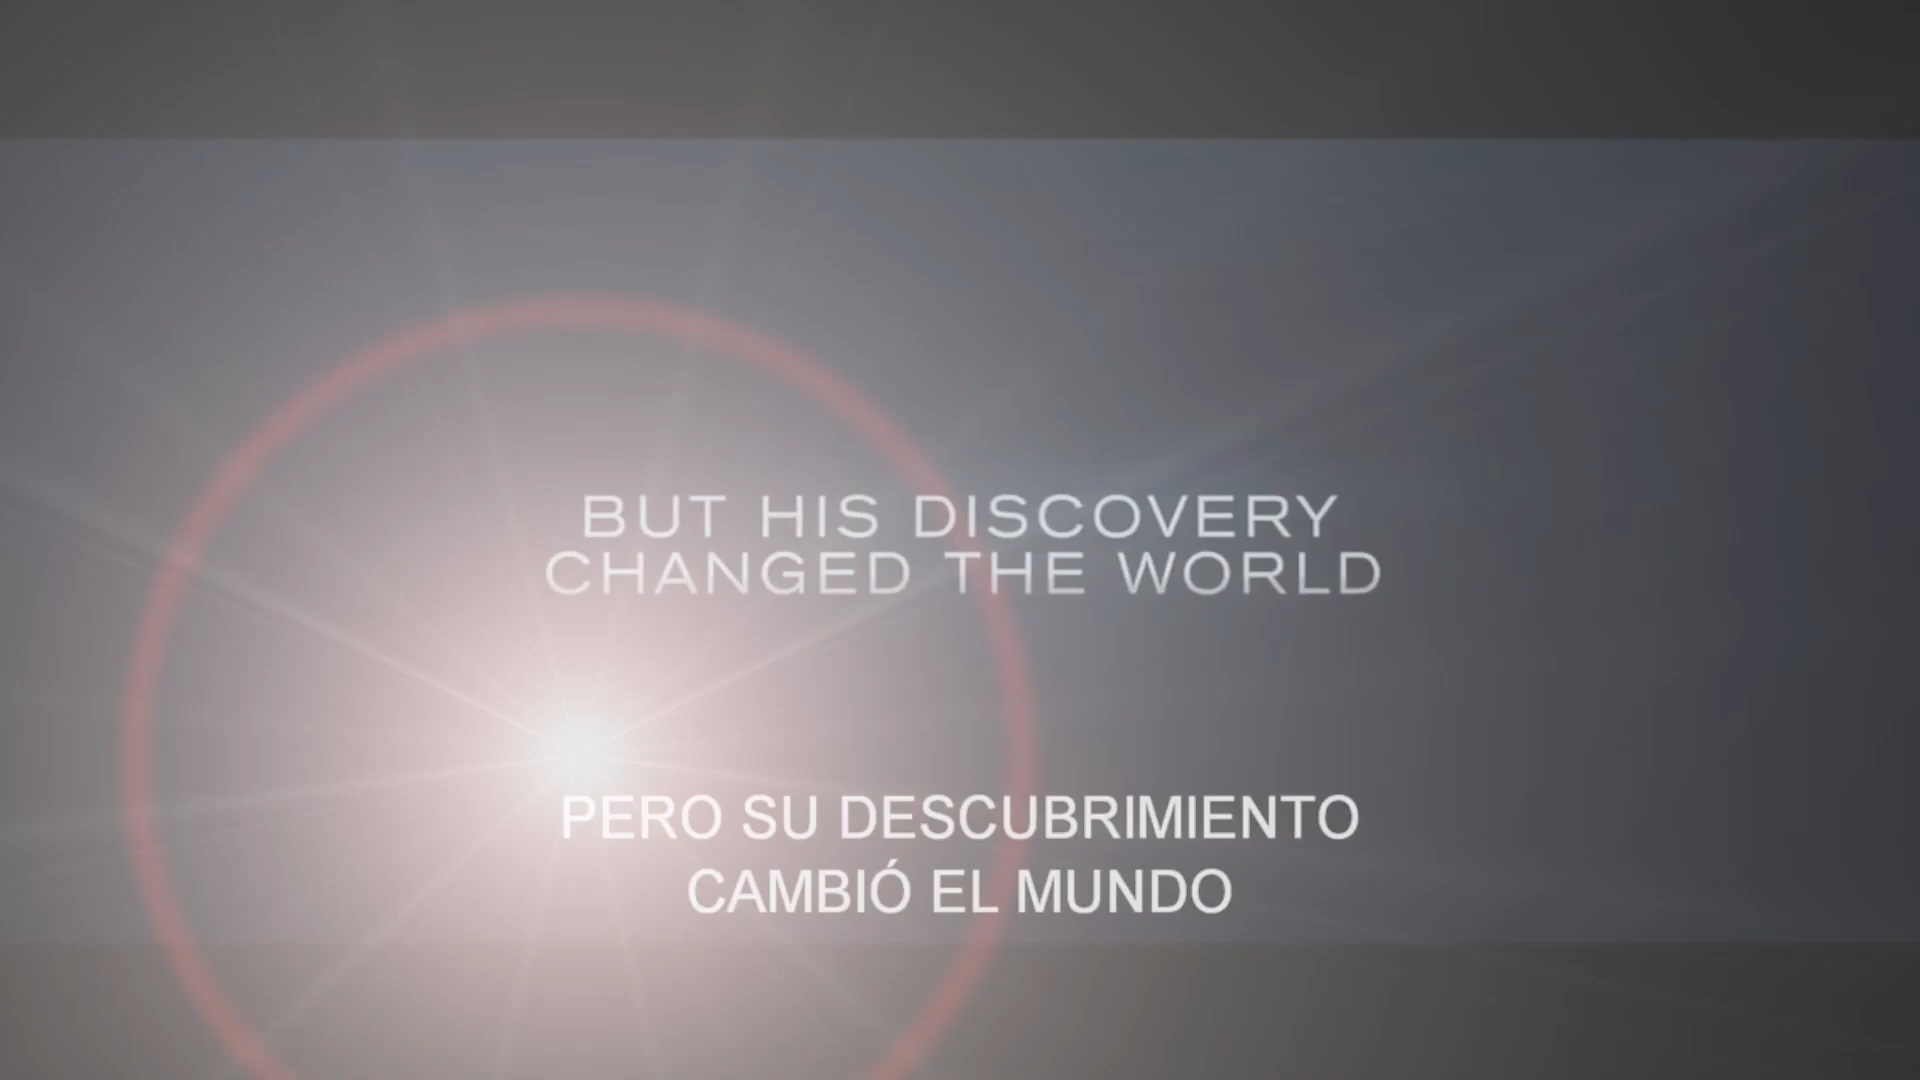 BUT HIS DISCOVERY
CHANGED THE WORLD
PERO SU DESCUBRIMIENTO
CAMBIÓ EL MUNDO